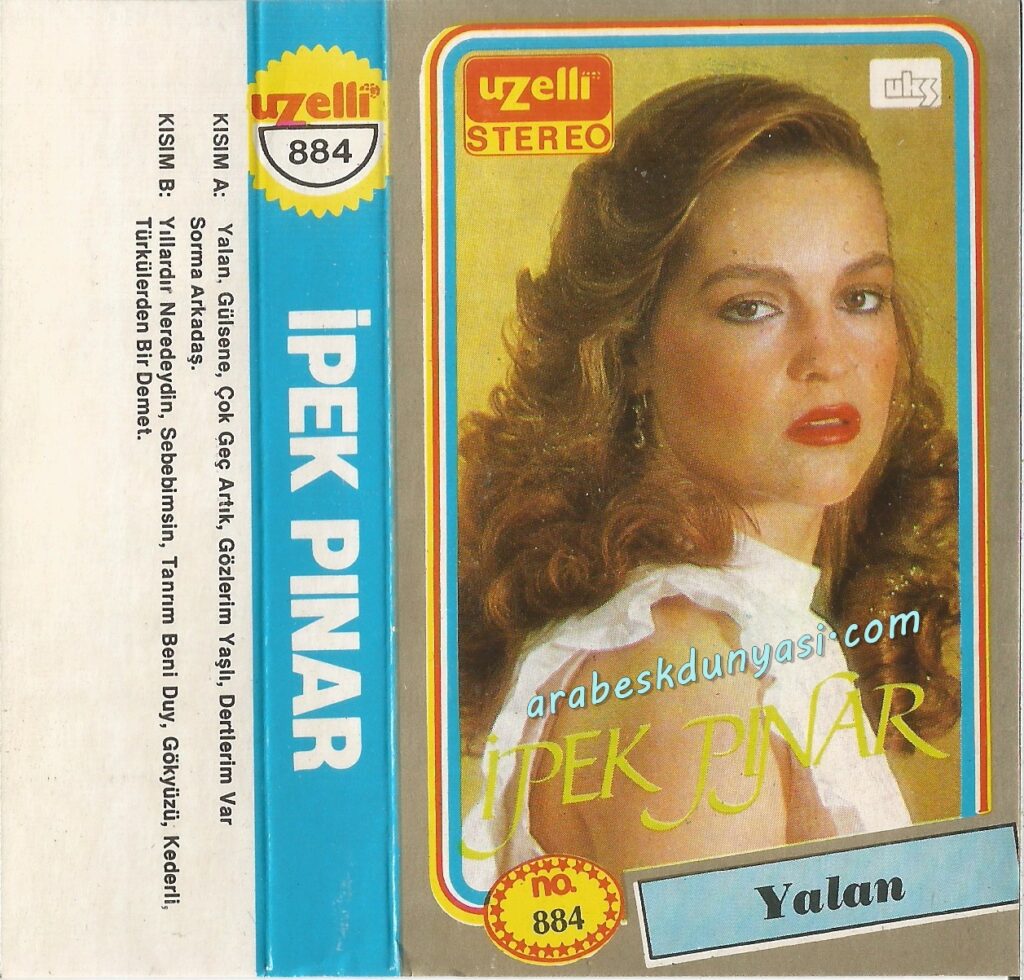 KISIM A: Yalan, Gülsene, Çok Geç Artık, Gözlerim Yaşlı, Dertlerim Var
Sorma Arkadaş.
KISIM B: Yıllardır Neredeydin, Sebebimsin, Tanrım Beni Duy, Gökyüzü, Kederli,
Türkülerden Bir Demet.
uzelli
884
İPEK PINAR
uzelli
STEREO
uks
arabeskdunyasi.com
İPEK PINAR
no.
884
Yalan